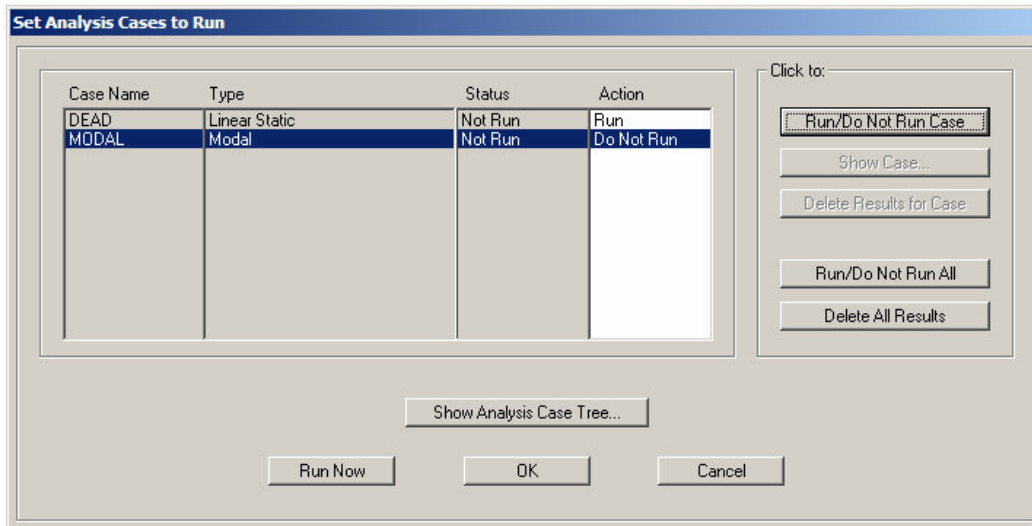 Set Analysis Cases to Run
Click to:
Case Name Type Status Action
DEAD Linear Static Not Run Run
MODAL Modal Not Run Do Not Run
Run/Do Not Run Case
Show Case...
Delete Results for Case
Run/Do Not Run All
Delete All Results
Show Analysis Case Tree...
Run Now OK Cancel